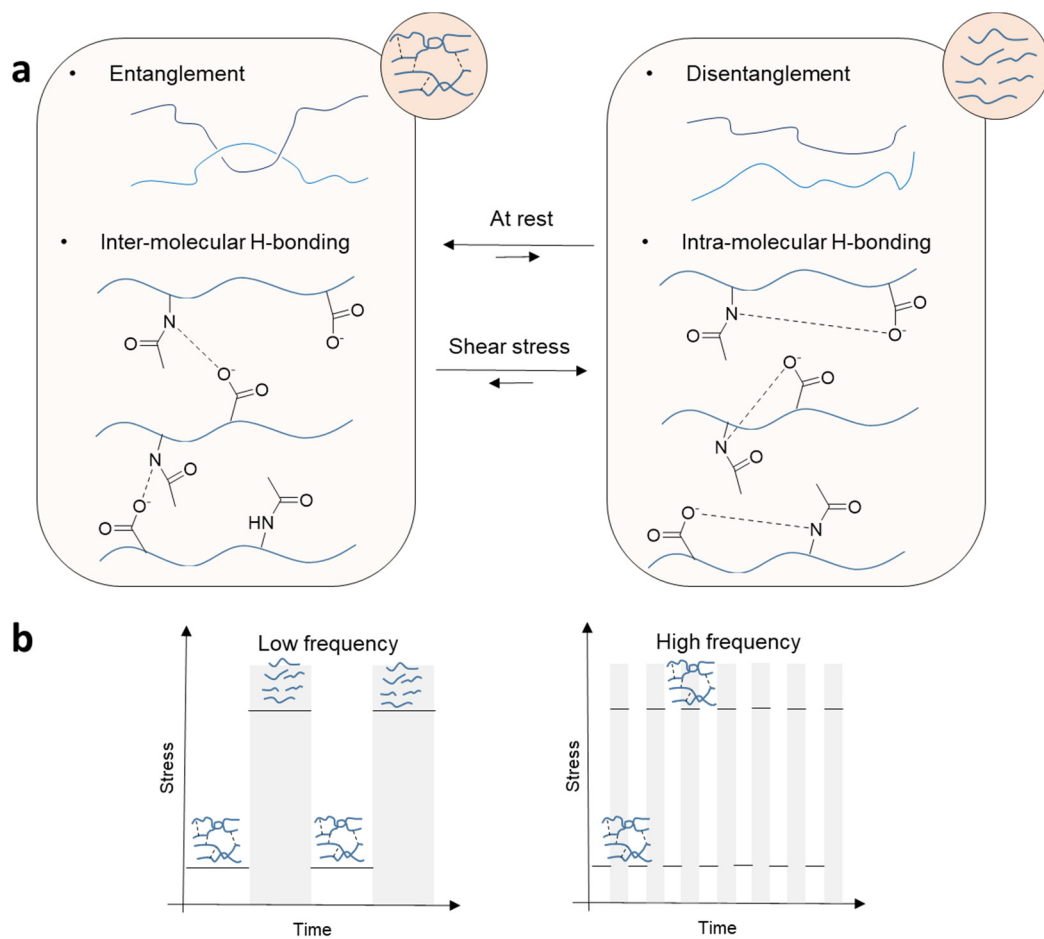 a
• Entanglement
• Disentanglement
At rest
• Inter-molecular H-bonding
• Intra-molecular H-bonding
N
O
O
O-
N
O
O-
Shear stress
O
O-
O
O-
O
N
O
N
O
O-
O
HN
O
O
O-
O
N
O
b
Low frequency
High frequency
Stress
Time
Stress
Time